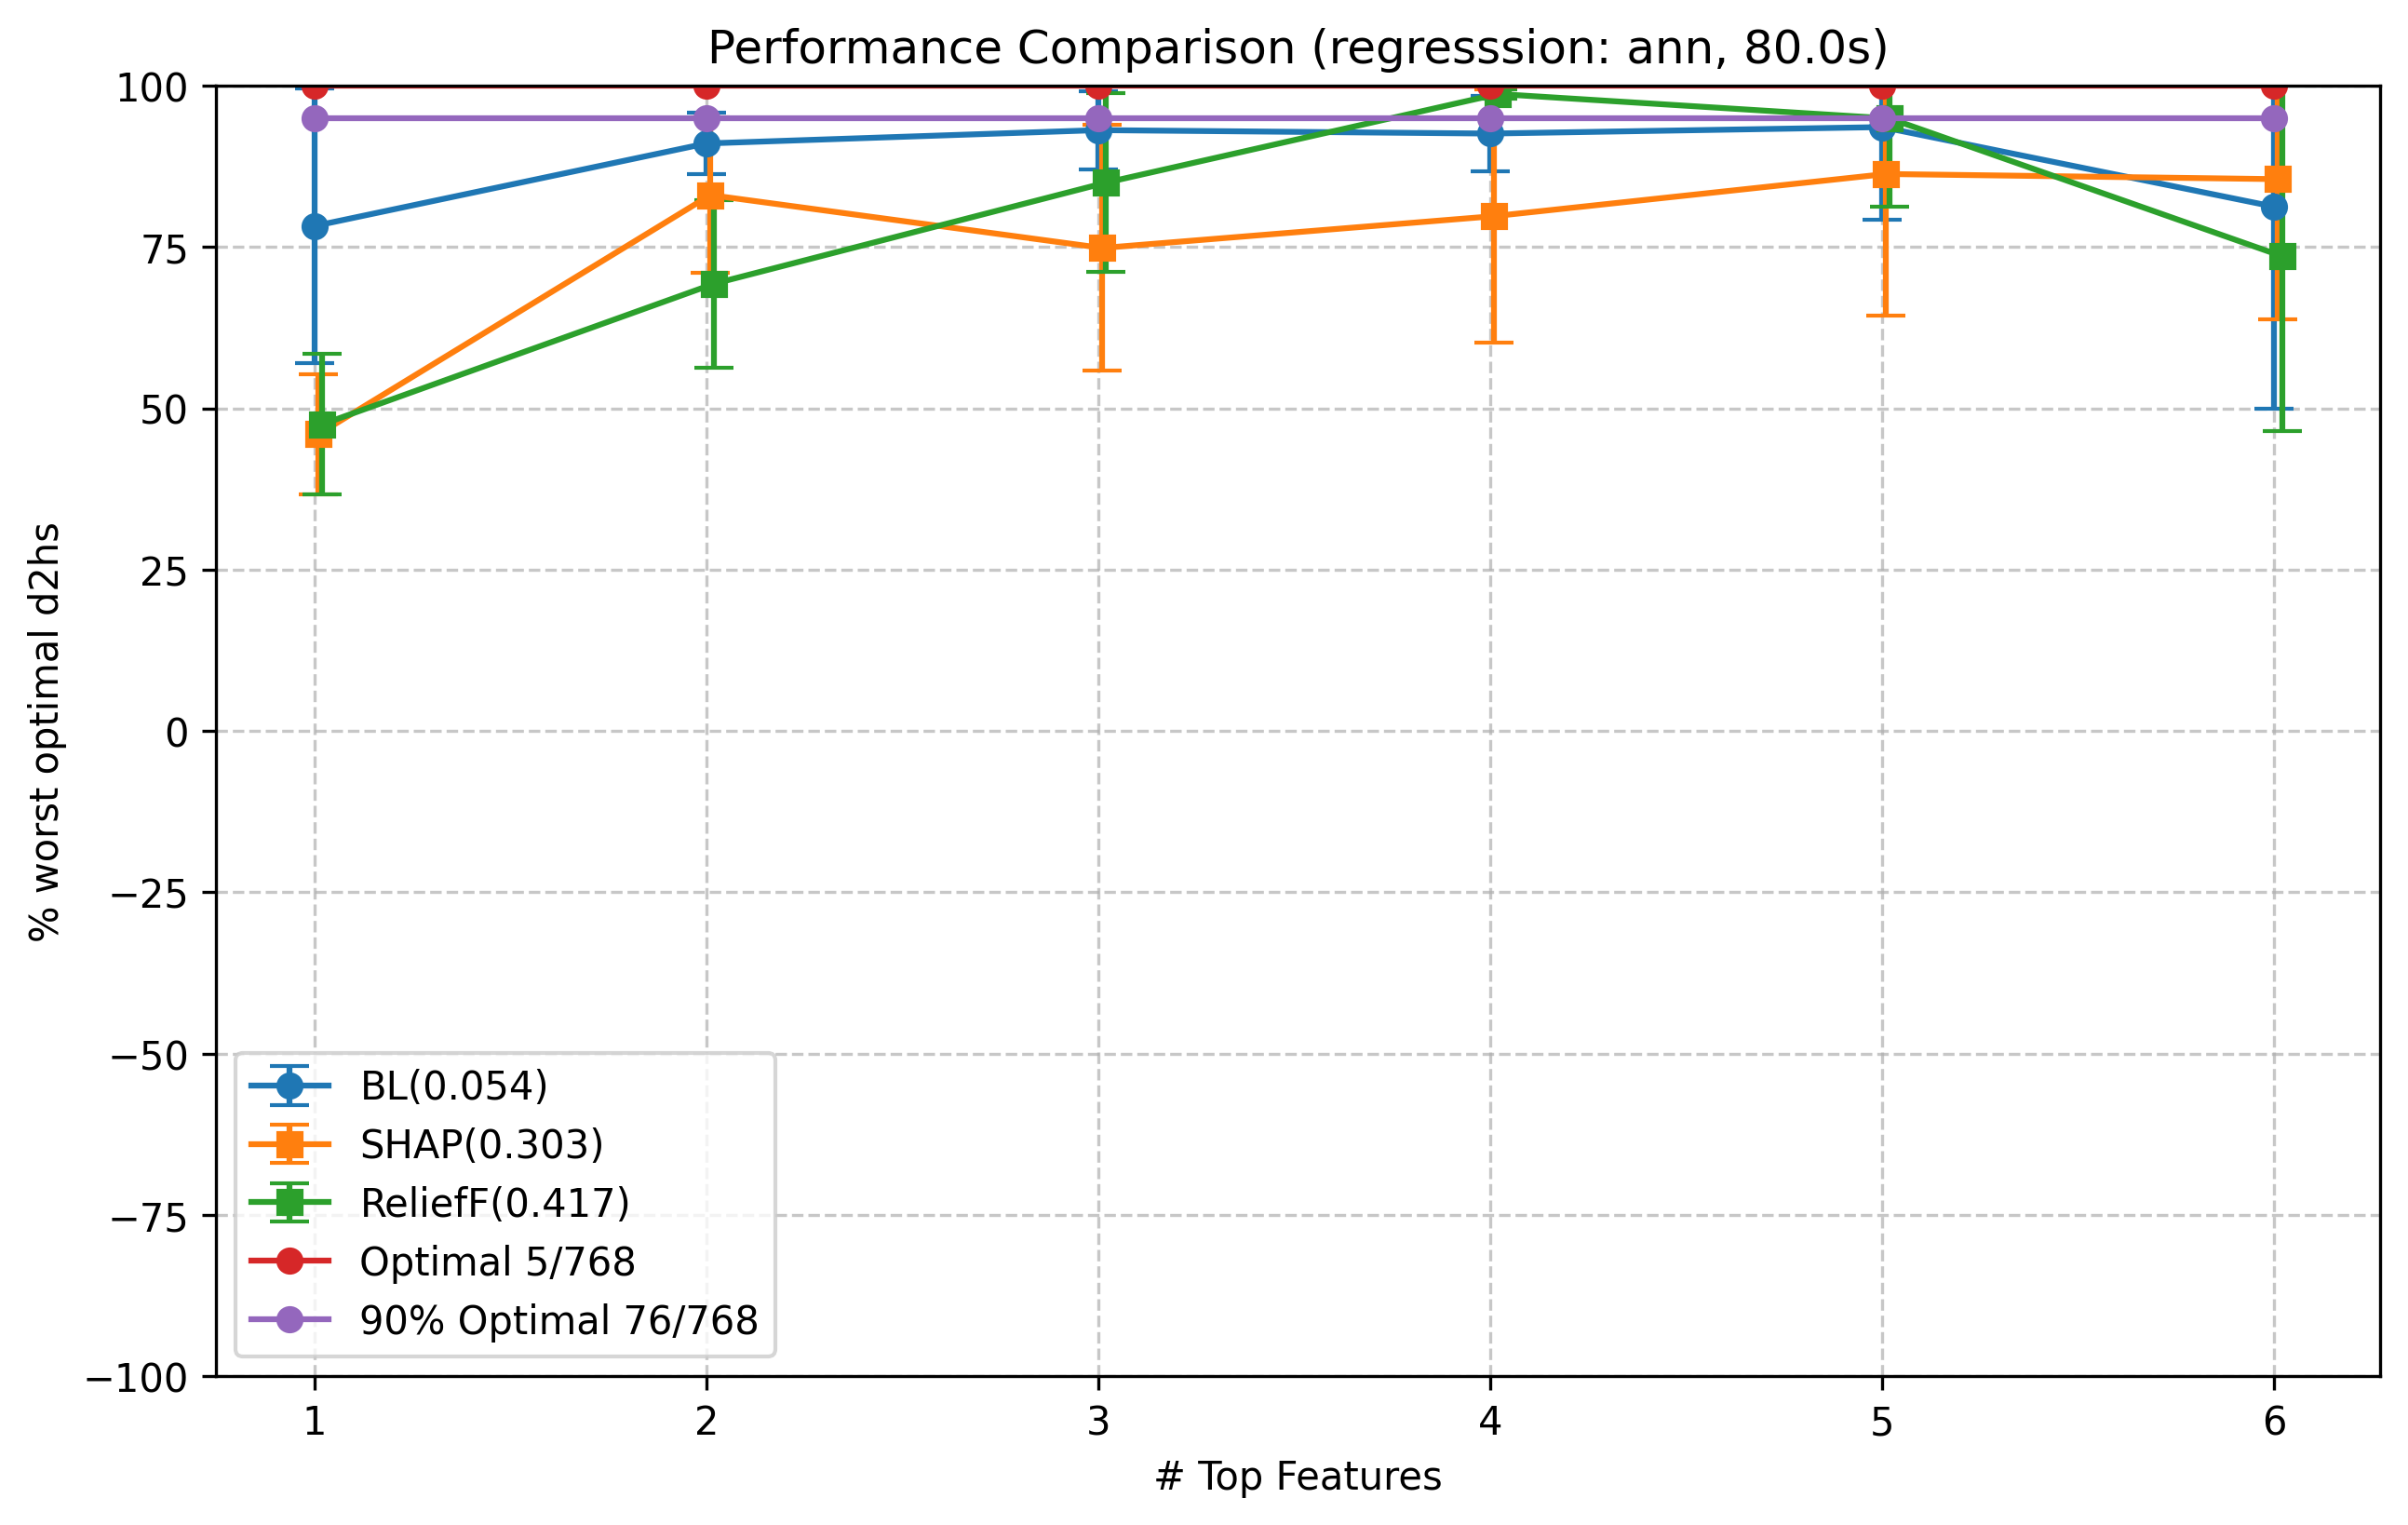 Performance Comparison (regresssion: ann, 80.0s)
% worst optimal d2hs
100
75
50
25
0
−25
−50
−75
−100
BL(0.054)
SHAP(0.303)
ReliefF(0.417)
Optimal 5/768
90% Optimal 76/768
1 2 3 4 5 6
# Top Features